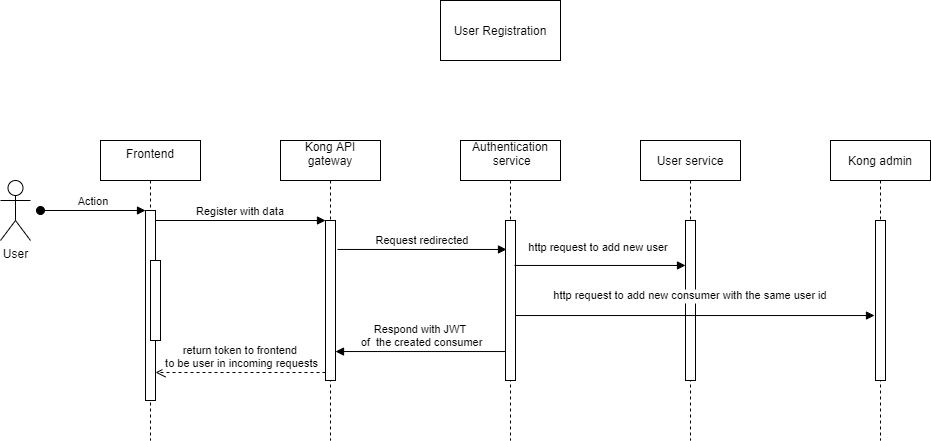 User Registration
Frontend
Kong API
gateway
Authentication
service
User service
Kong admin
Action
User
Register with data
Request redirected
http request to add new user
http request to add new consumer with the same user id
Respond with JWT
of the created consumer
return token to frontend
to be user in incoming requests